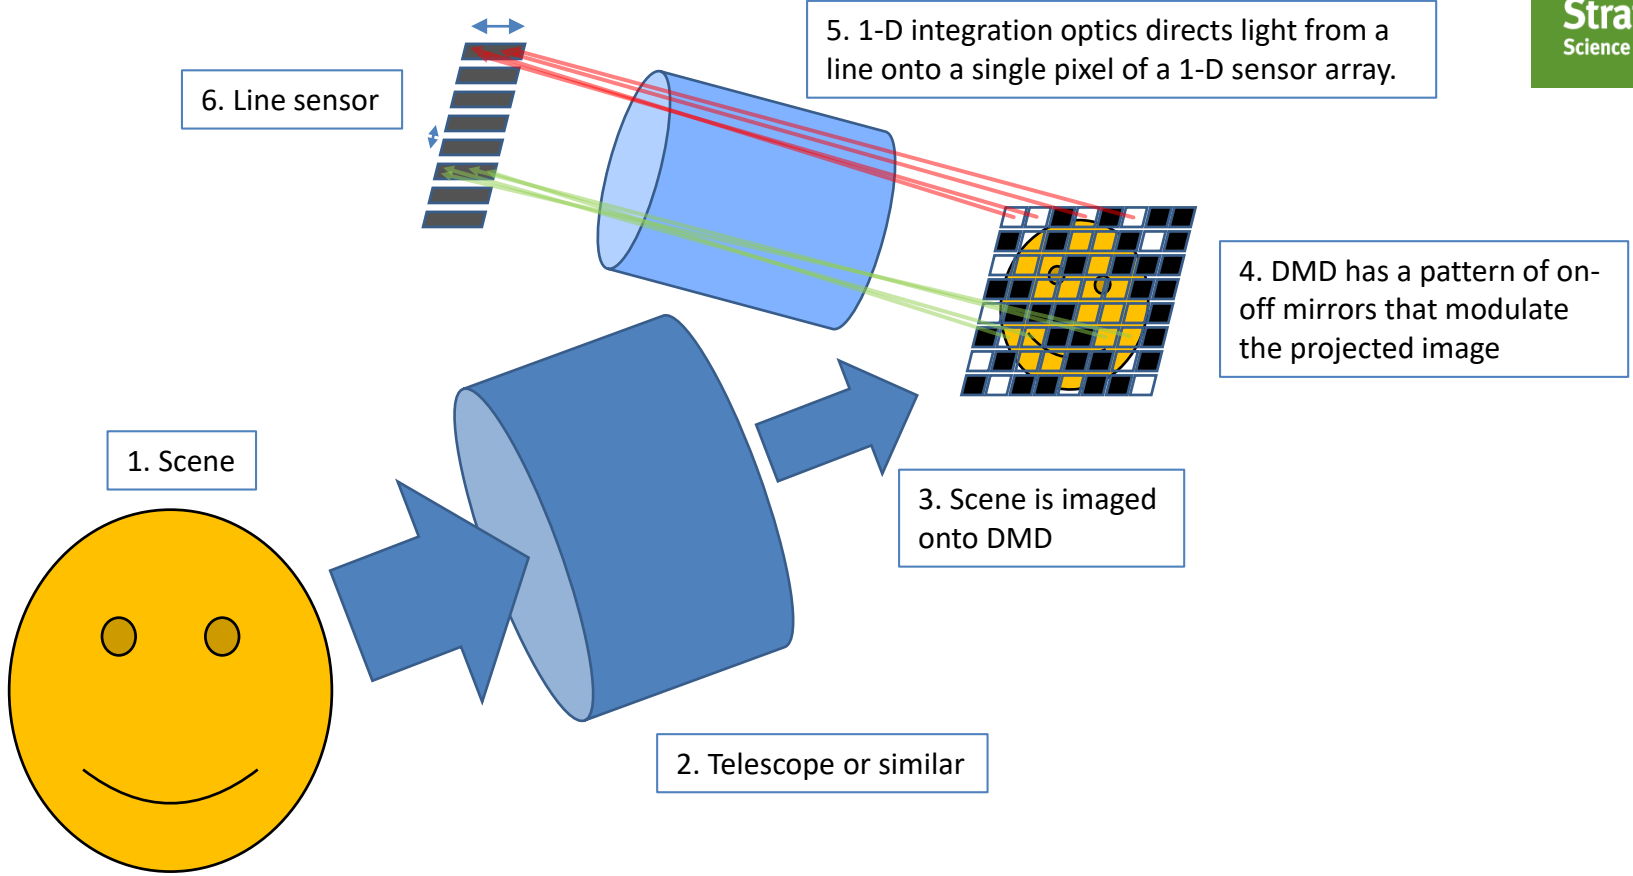 5. 1-D integration optics directs light from a
line onto a single pixel of a 1-D sensor array.
Science
6. Line sensor
4. DMD has a pattern of on-
off mirrors that modulate
the projected image
1. Scene
3. Scene is imaged
onto DMD
2. Telescope or similar